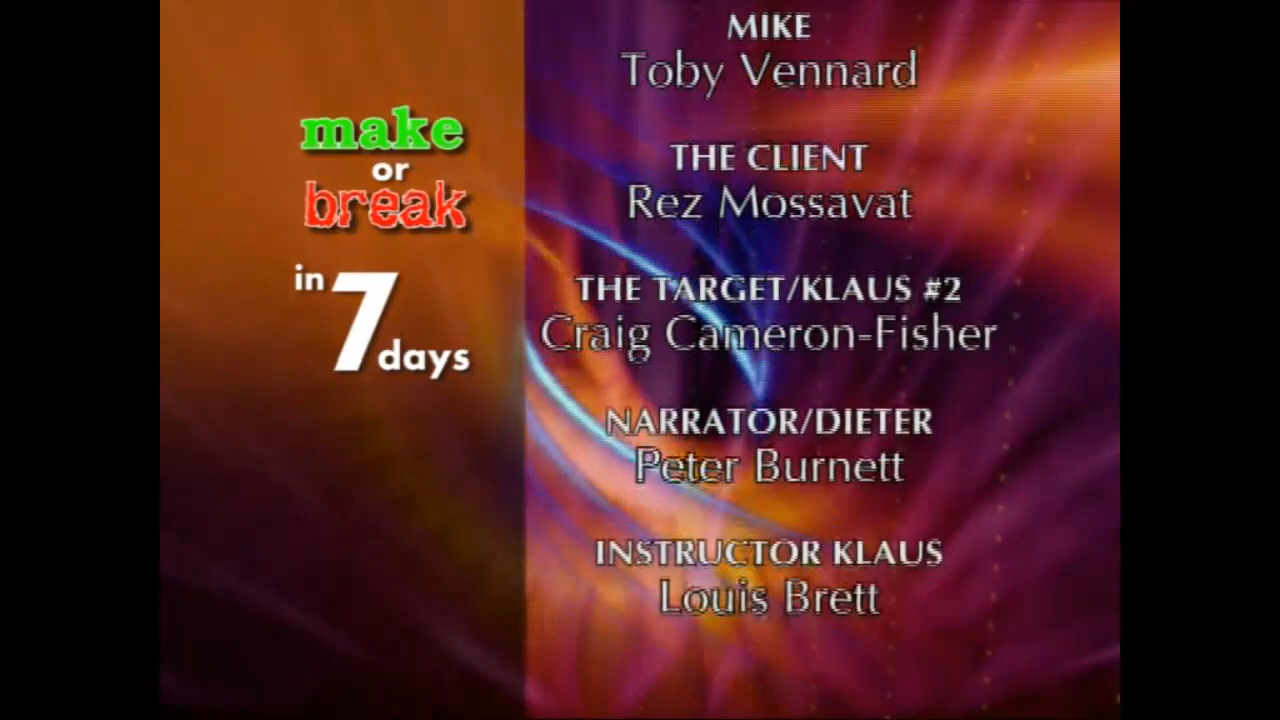 make
or
break
in 7 days
MIKE
Toby Vennard
THE CLIENT
Rez Mossavat
THE TARGET/KLAUS #2
Craig Cameron-Fisher
NARRATOR/DIETER
Peter Burnett
INSTRUCTOR KLAUS
Louis Brett